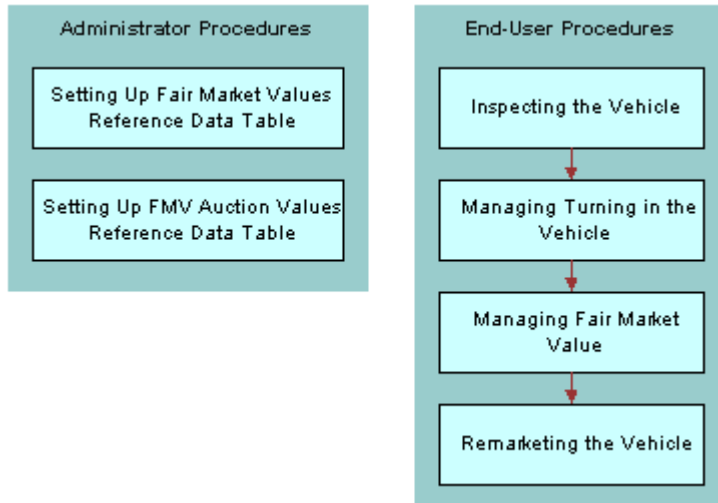 Administrator Procedures
Setting Up Fair Market Values
Reference Data Table
Setting Up FMV Auction Values
Reference Data Table
End-User Procedures
Inspecting the Vehicle
Managing Turning in the
Vehicle
Managing Fair Market
Value
Remarketing the Vehicle